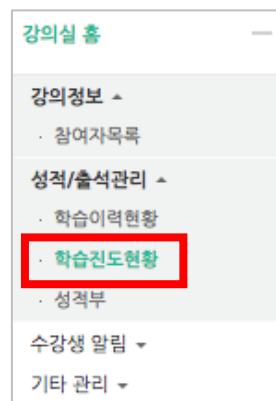 강의실 홈
강의정보
· 참여자목록
성적/출석관리
· 학습이력현황
· 학습진도현황
· 성적부
수강생 알림
기타 관리